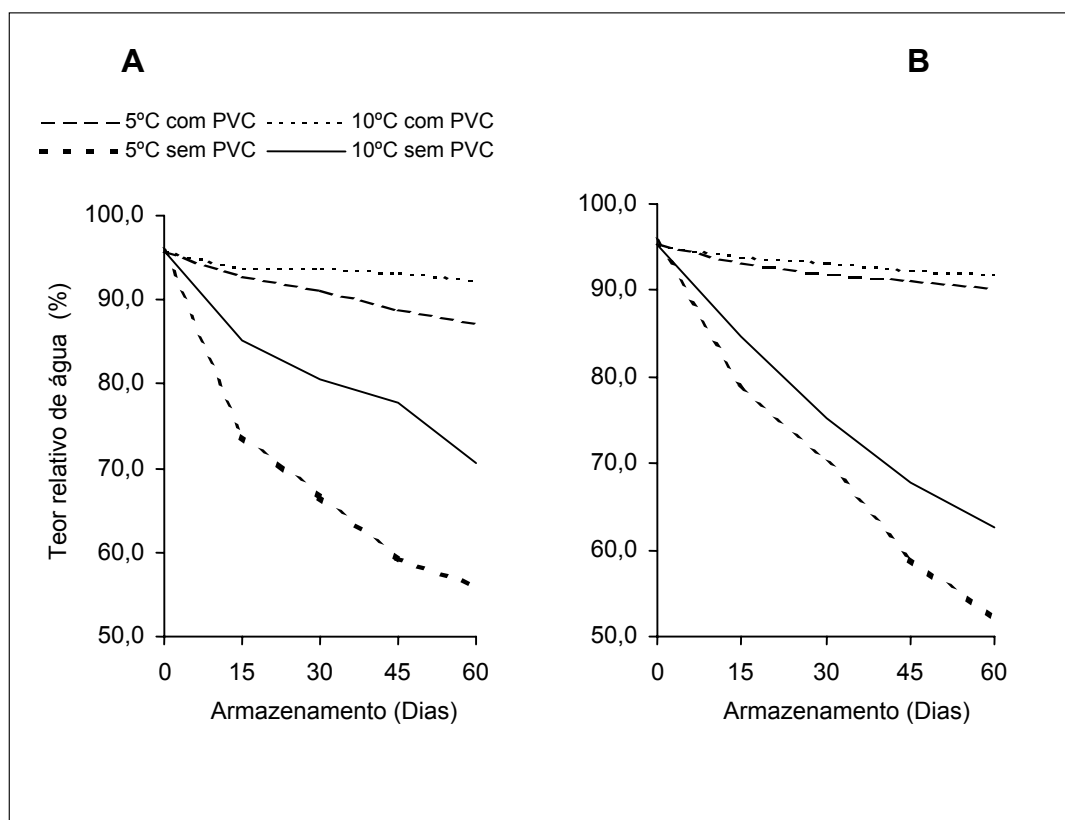 A
B
5ºC com PVC 10ºC com PVC
5ºC sem PVC 10ºC sem PVC
Teor relativo de água (%)
100,0
90,0
80,0
70,0
60,0
50,0
0 15 30 45 60
Armazenamento (Dias)
100,0
90,0
80,0
70,0
60,0
50,0
0 15 30 45 60
Armazenamento (Dias)